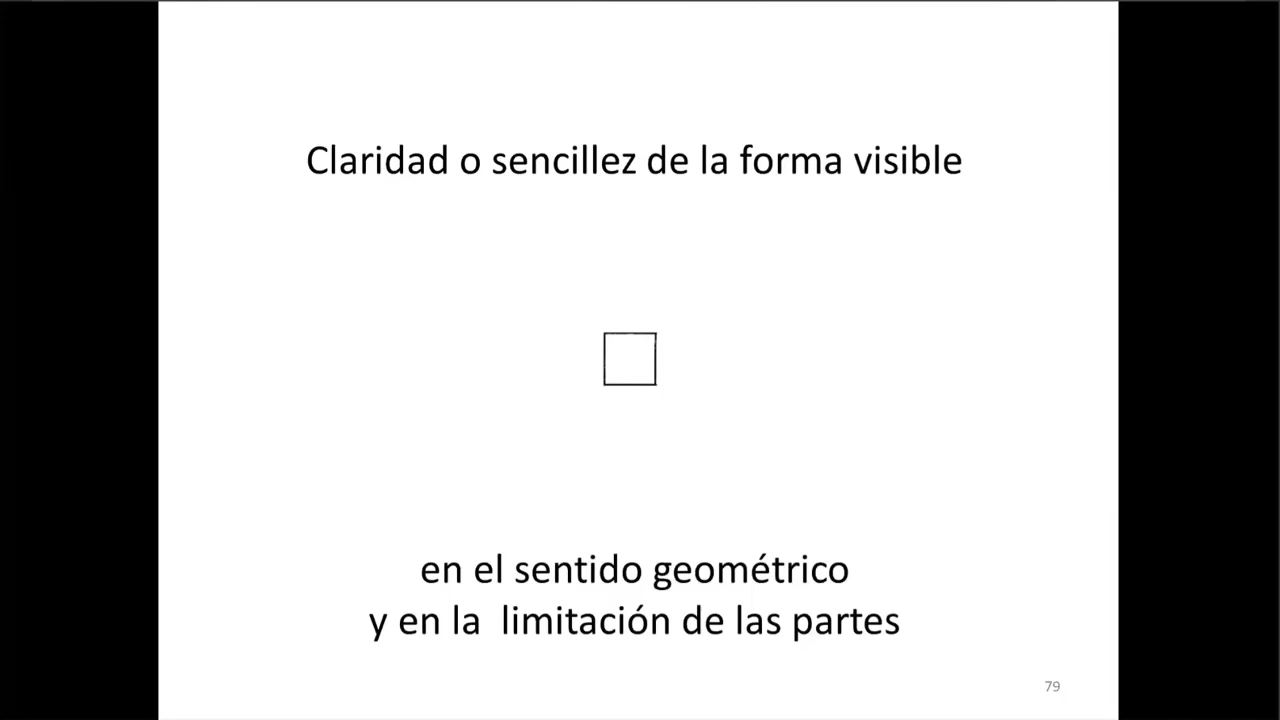 Claridad o sencillez de la forma visible
en el sentido geométrico
y en la  limitación de las partes
79